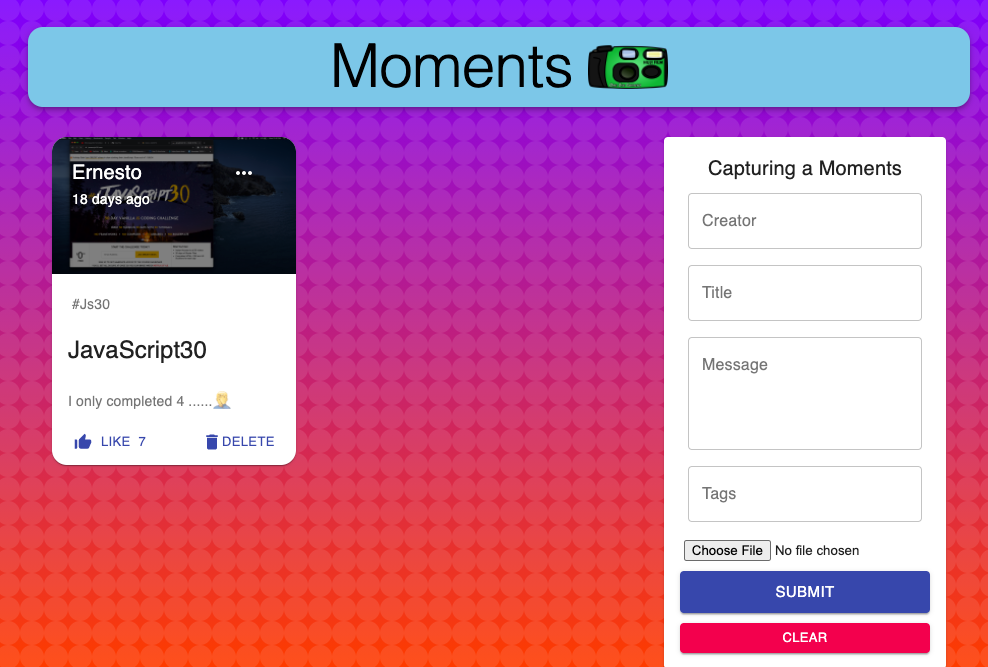 Moments
Ernesto
18 days ago
JAVASCRIPT30
#Js30
JavaScript30
I only completed 4 ......🤦
LIKE 7
DELETE
Capturing a Moments
Creator
Title
Message
Tags
Choose File No file chosen
SUBMIT
CLEAR